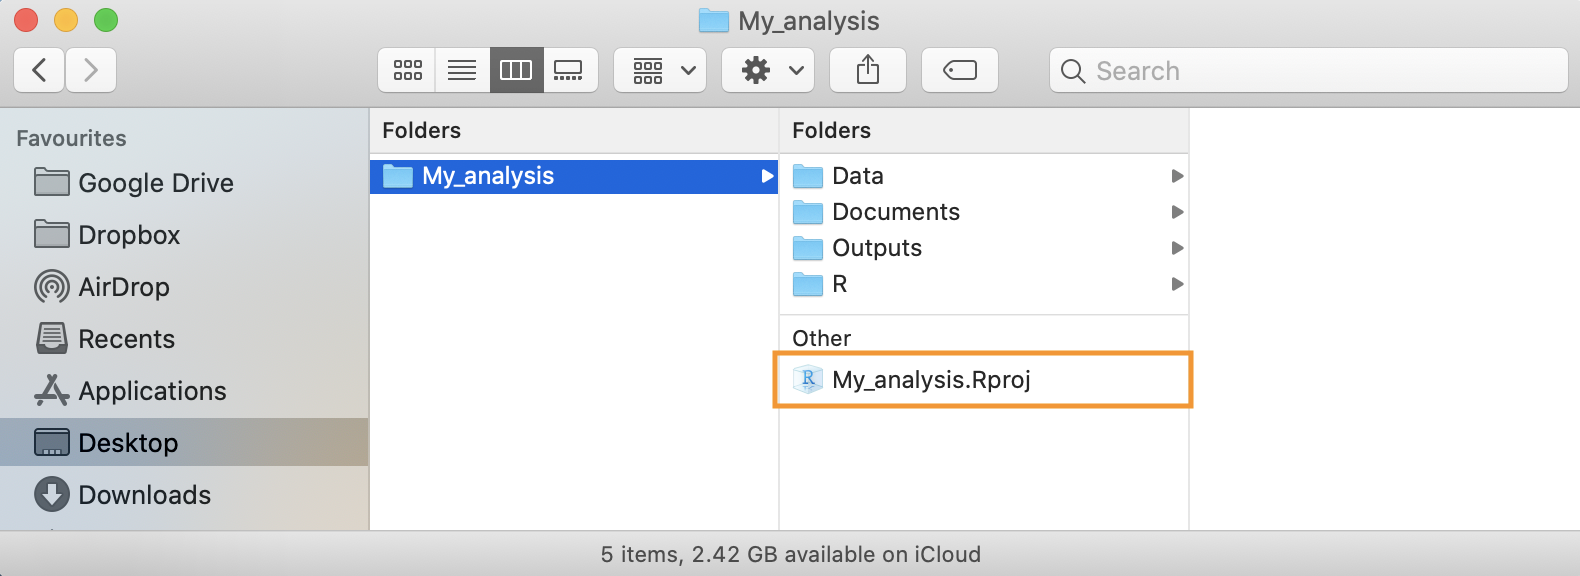 My_analysis
Search
Favourites
Google Drive
Dropbox
AirDrop
Recents
Applications
Desktop
Downloads
Folders
My_analysis
Folders
Data
Documents
Outputs
R
Other
R My_analysis.Rproj
5 items, 2.42 GB available on iCloud